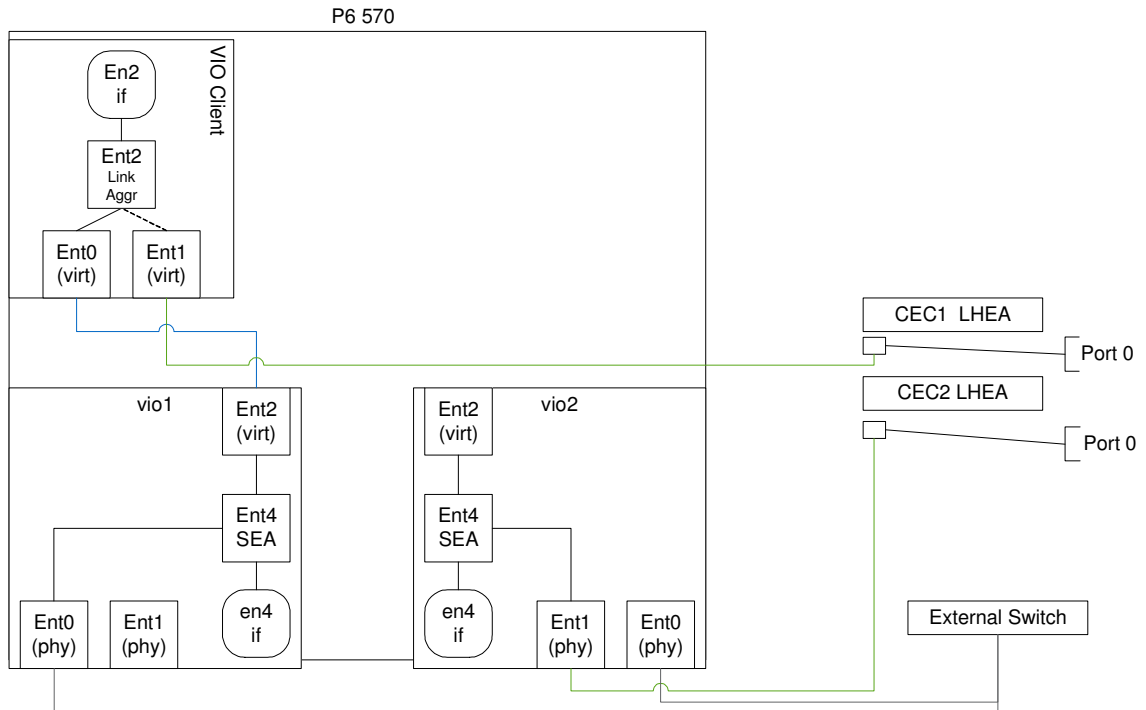 P6 570
VIO Client
En2
if
Ent2
Link
Aggr
Ent0
(virt)
Ent1
(virt)
CEC1 LHEA
Port 0
CEC2 LHEA
Port 0
vio1
Ent2
(virt)
Ent4
SEA
en4
if
Ent0
(phy)
Ent1
(phy)
vio2
Ent2
(virt)
Ent4
SEA
en4
if
Ent1
(phy)
Ent0
(phy)
External Switch